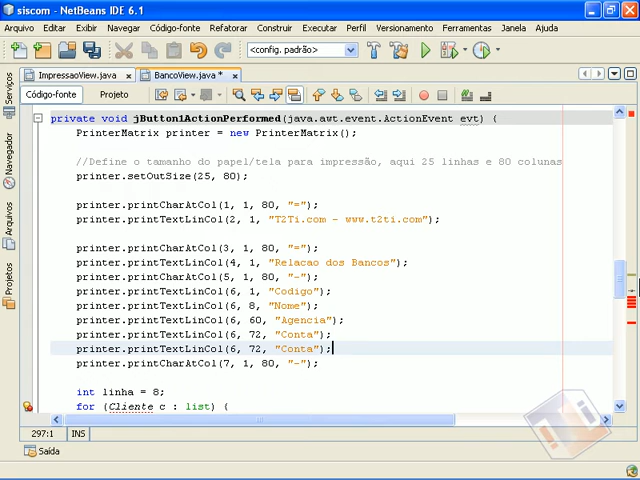 siscom - NetBeans IDE 6.1
Arquivo Editar Exibir Navegar Código-fonte Refatorar Construir Executar Perfil Versionamento Ferramentas Janela Ajuda
<config. padrão>
ImpressaoView.java BancoView.java *
Código-fonte Projeto
Serviços
Navegador
Arquivos
Projetos
private void jButton1ActionPerformed(java.awt.event.ActionEvent evt) {
PrinterMatrix printer = new PrinterMatrix();
//Define o tamanho do papel/tela para impressão, aqui 25 linhas e 80 colunas
printer.setOutSize(25, 80);
printer.printCharAtCol(1, 1, 80, "=");
printer.printTextLinCol(2, 1, "T2Ti.com - www.t2ti.com");
printer.printCharAtCol(3, 1, 80, "=");
printer.printTextLinCol(4, 1, "Relacao dos Bancos");
printer.printCharAtCol(5, 1, 80, "-");
printer.printTextLinCol(6, 1, "Codigo");
printer.printTextLinCol(6, 8, "Nome");
printer.printTextLinCol(6, 60, "Agencia");
printer.printTextLinCol(6, 72, "Conta");
printer.printTextLinCol(6, 72, "Conta");
printer.printCharAtCol(7, 1, 80, "-");
int linha = 8;
for (Cliente c : list) {
297:1 INS
Saída